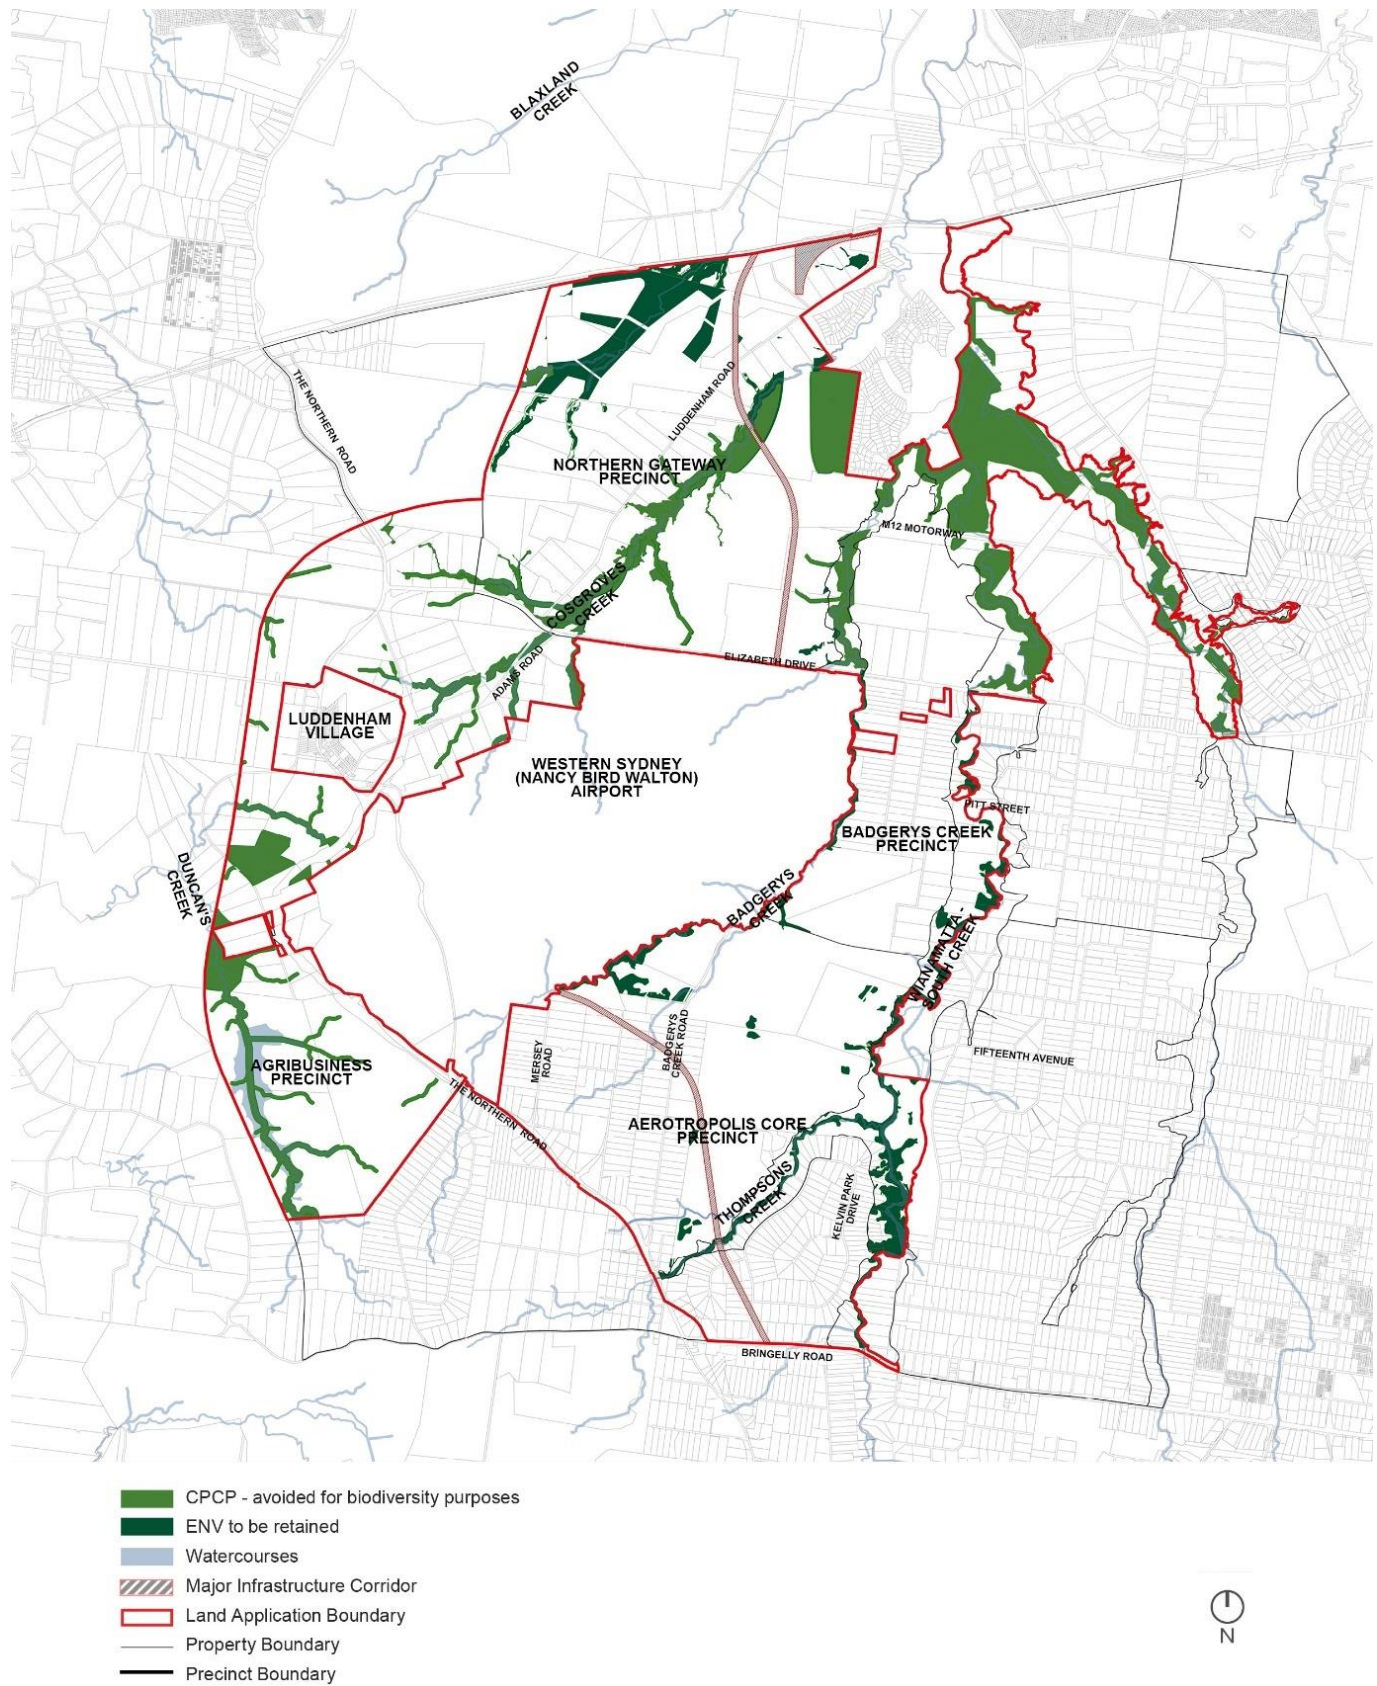 BLAXLAND
CREEK
THE NORTHERN ROAD
LUDDENHAM ROAD
NORTHERN GATEWAY
PRECINCT
M12 MOTORWAY
COSGROVES
CREEK
ELIZABETH DRIVE
ADAMS ROAD
LUDDENHAM
VILLAGE
WESTERN SYDNEY
(NANCY BIRD WALTON)
AIRPORT
PITT STREET
BADGERYS CREEK
PRECINCT
DUNCAN'S
CREEK
BADGERYS
CREEK
WIANAMATTA -
SOUTH CREEK
MERSEY
ROAD
BADGERYS
CREEK ROAD
FIFTEENTH AVENUE
AGRIBUSINESS
PRECINCT
THE NORTHERN ROAD
AEROTROPOLIS CORE
PRECINCT
THOMPSONS
CREEK
KELVIN PARK
DRIVE
BRINGELLY ROAD
CPCP - avoided for biodiversity purposes
ENV to be retained
Watercourses
Major Infrastructure Corridor
Land Application Boundary
Property Boundary
Precinct Boundary
N